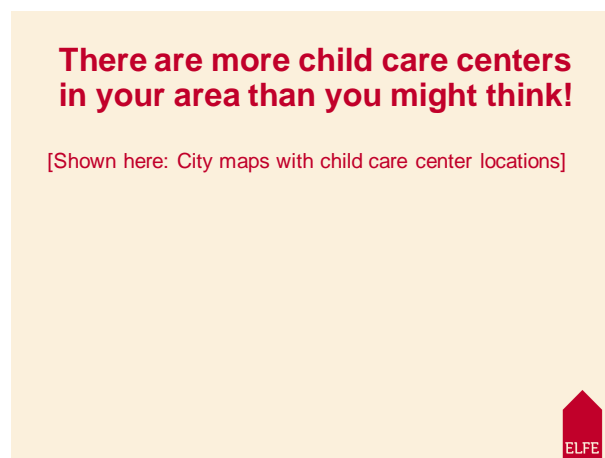 There are more child care centers
in your area than you might think!
[Shown here: City maps with child care center locations]
ELFE